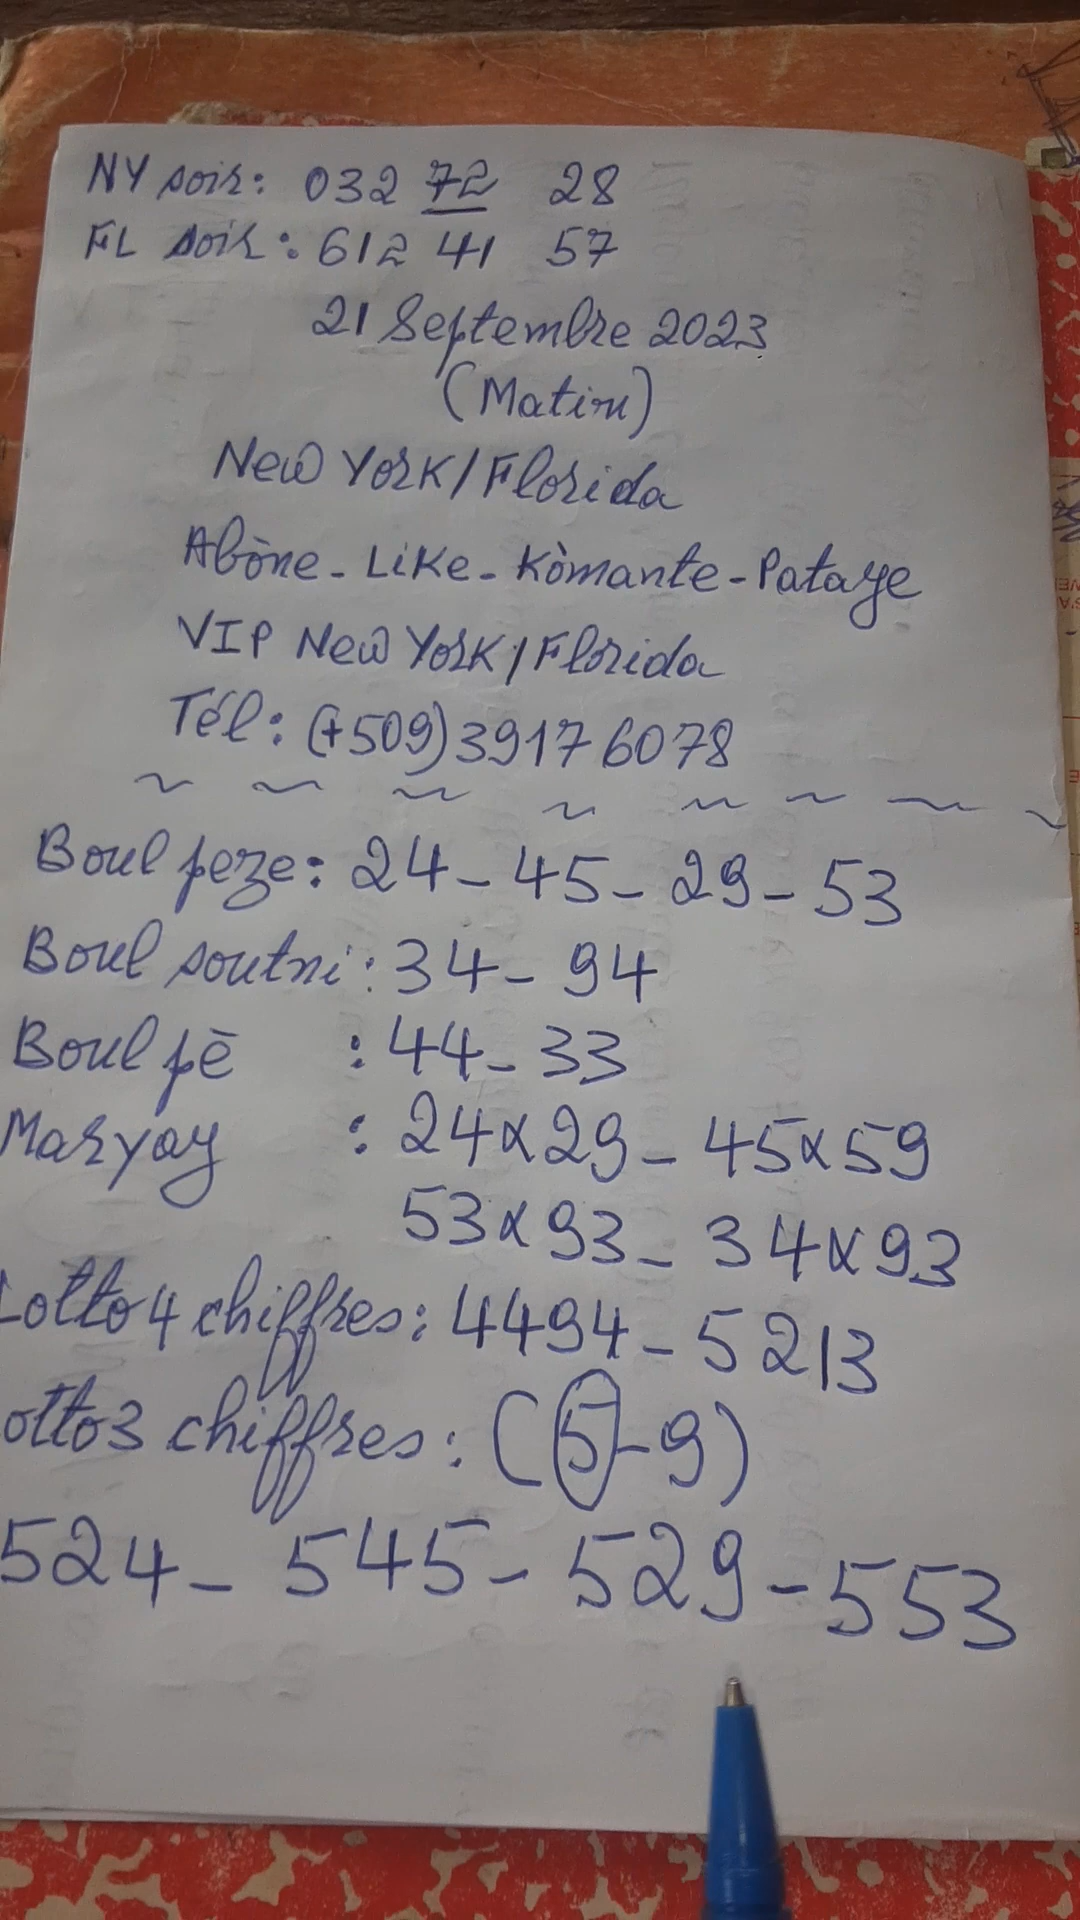 NY soir: 032 72 28
FL soir: 612 41 57
21 Septembre 2023
(Matin)
New York/Florida
Abòne - Like - Kòmante - Pataje
VIP New York/Florida
Tél: (+509) 3917 6078
~ ~ ~ ~ ~ ~ ~ ~
Boul peze: 24 - 45 - 29 - 53
Boul soutni: 34 - 94
Boul pè : 44 - 33
Maryay : 24x29 - 45x59
53x93 - 34x93
Lotto 4 chiffres: 4494 - 5213
otto3 chiffres: (5-9)
524 - 545 - 529 - 553